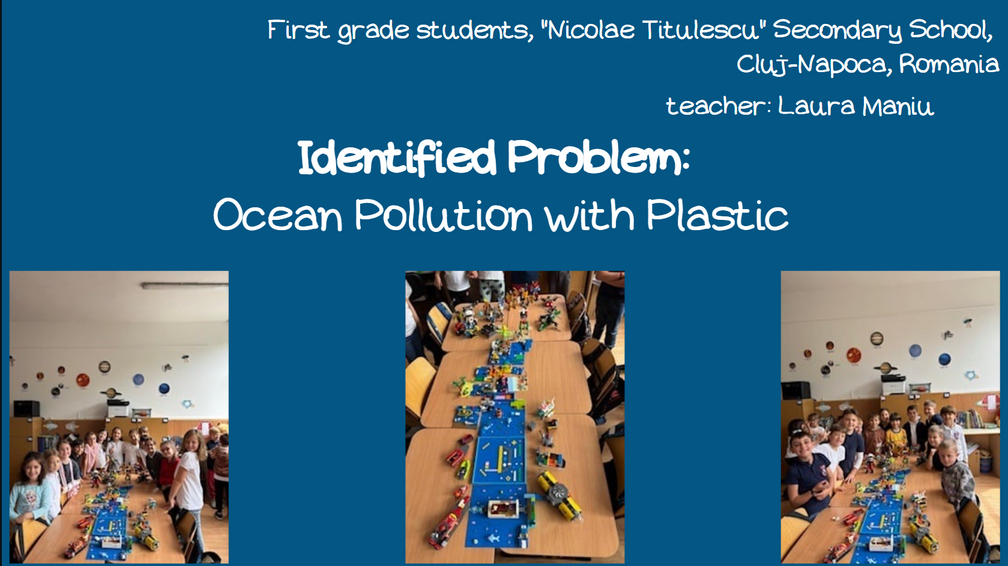 First grade students, "Nicolae Titulescu" Secondary School,
Cluj-Napoca, Romania
teacher: Laura Maniu
Identified Problem:
Ocean Pollution with Plastic